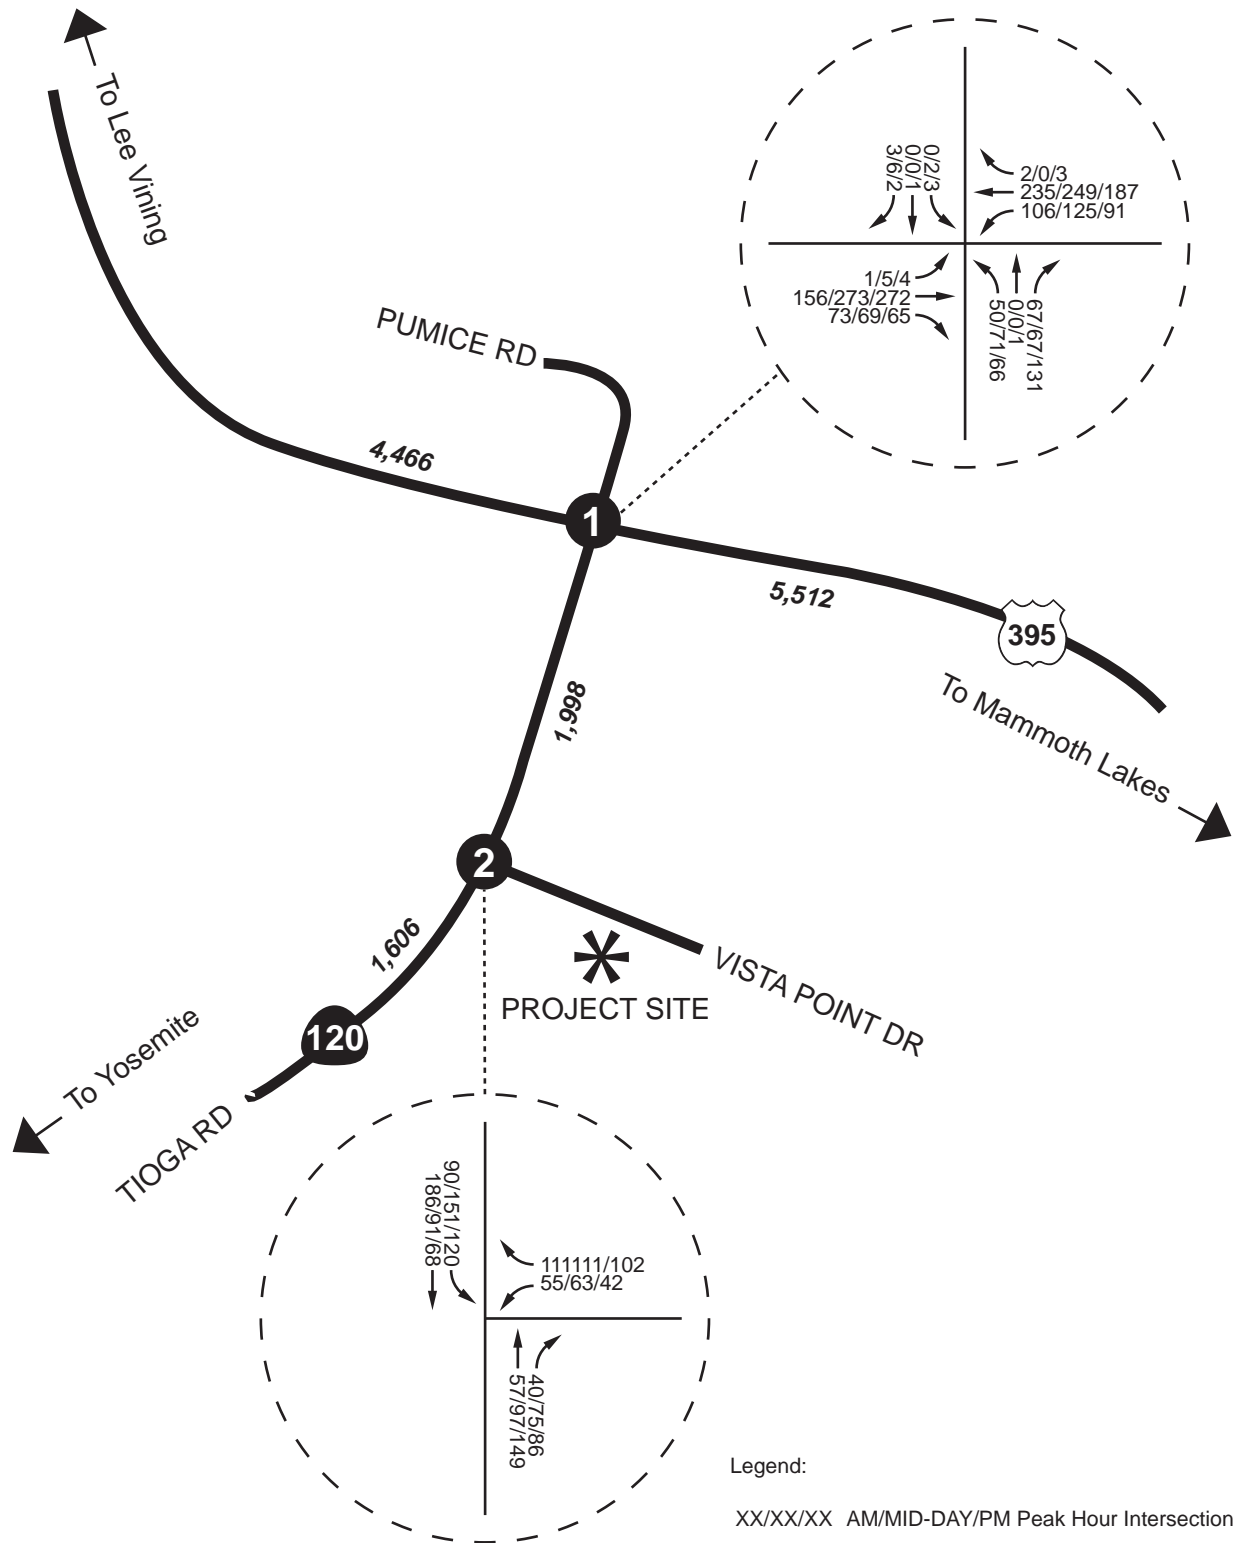 To Lee Vining
0/2/3
0/0/1
3/6/2
2/0/3
235/249/187
106/125/91
1/5/4
156/273/272
73/69/65
67/67/131
0/0/1
50/71/66
PUMICE RD
4,466
1
5,512
395
To Mammoth Lakes
1,998
2
1,606
PROJECT SITE
VISTA POINT DR
120
To Yosemite
TIOGA RD
90/151/120
186/91/68
111111/102
55/63/42
40/75/86
57/97/149
Legend:
XX/XX/XX AM/MID-DAY/PM Peak Hour Intersection